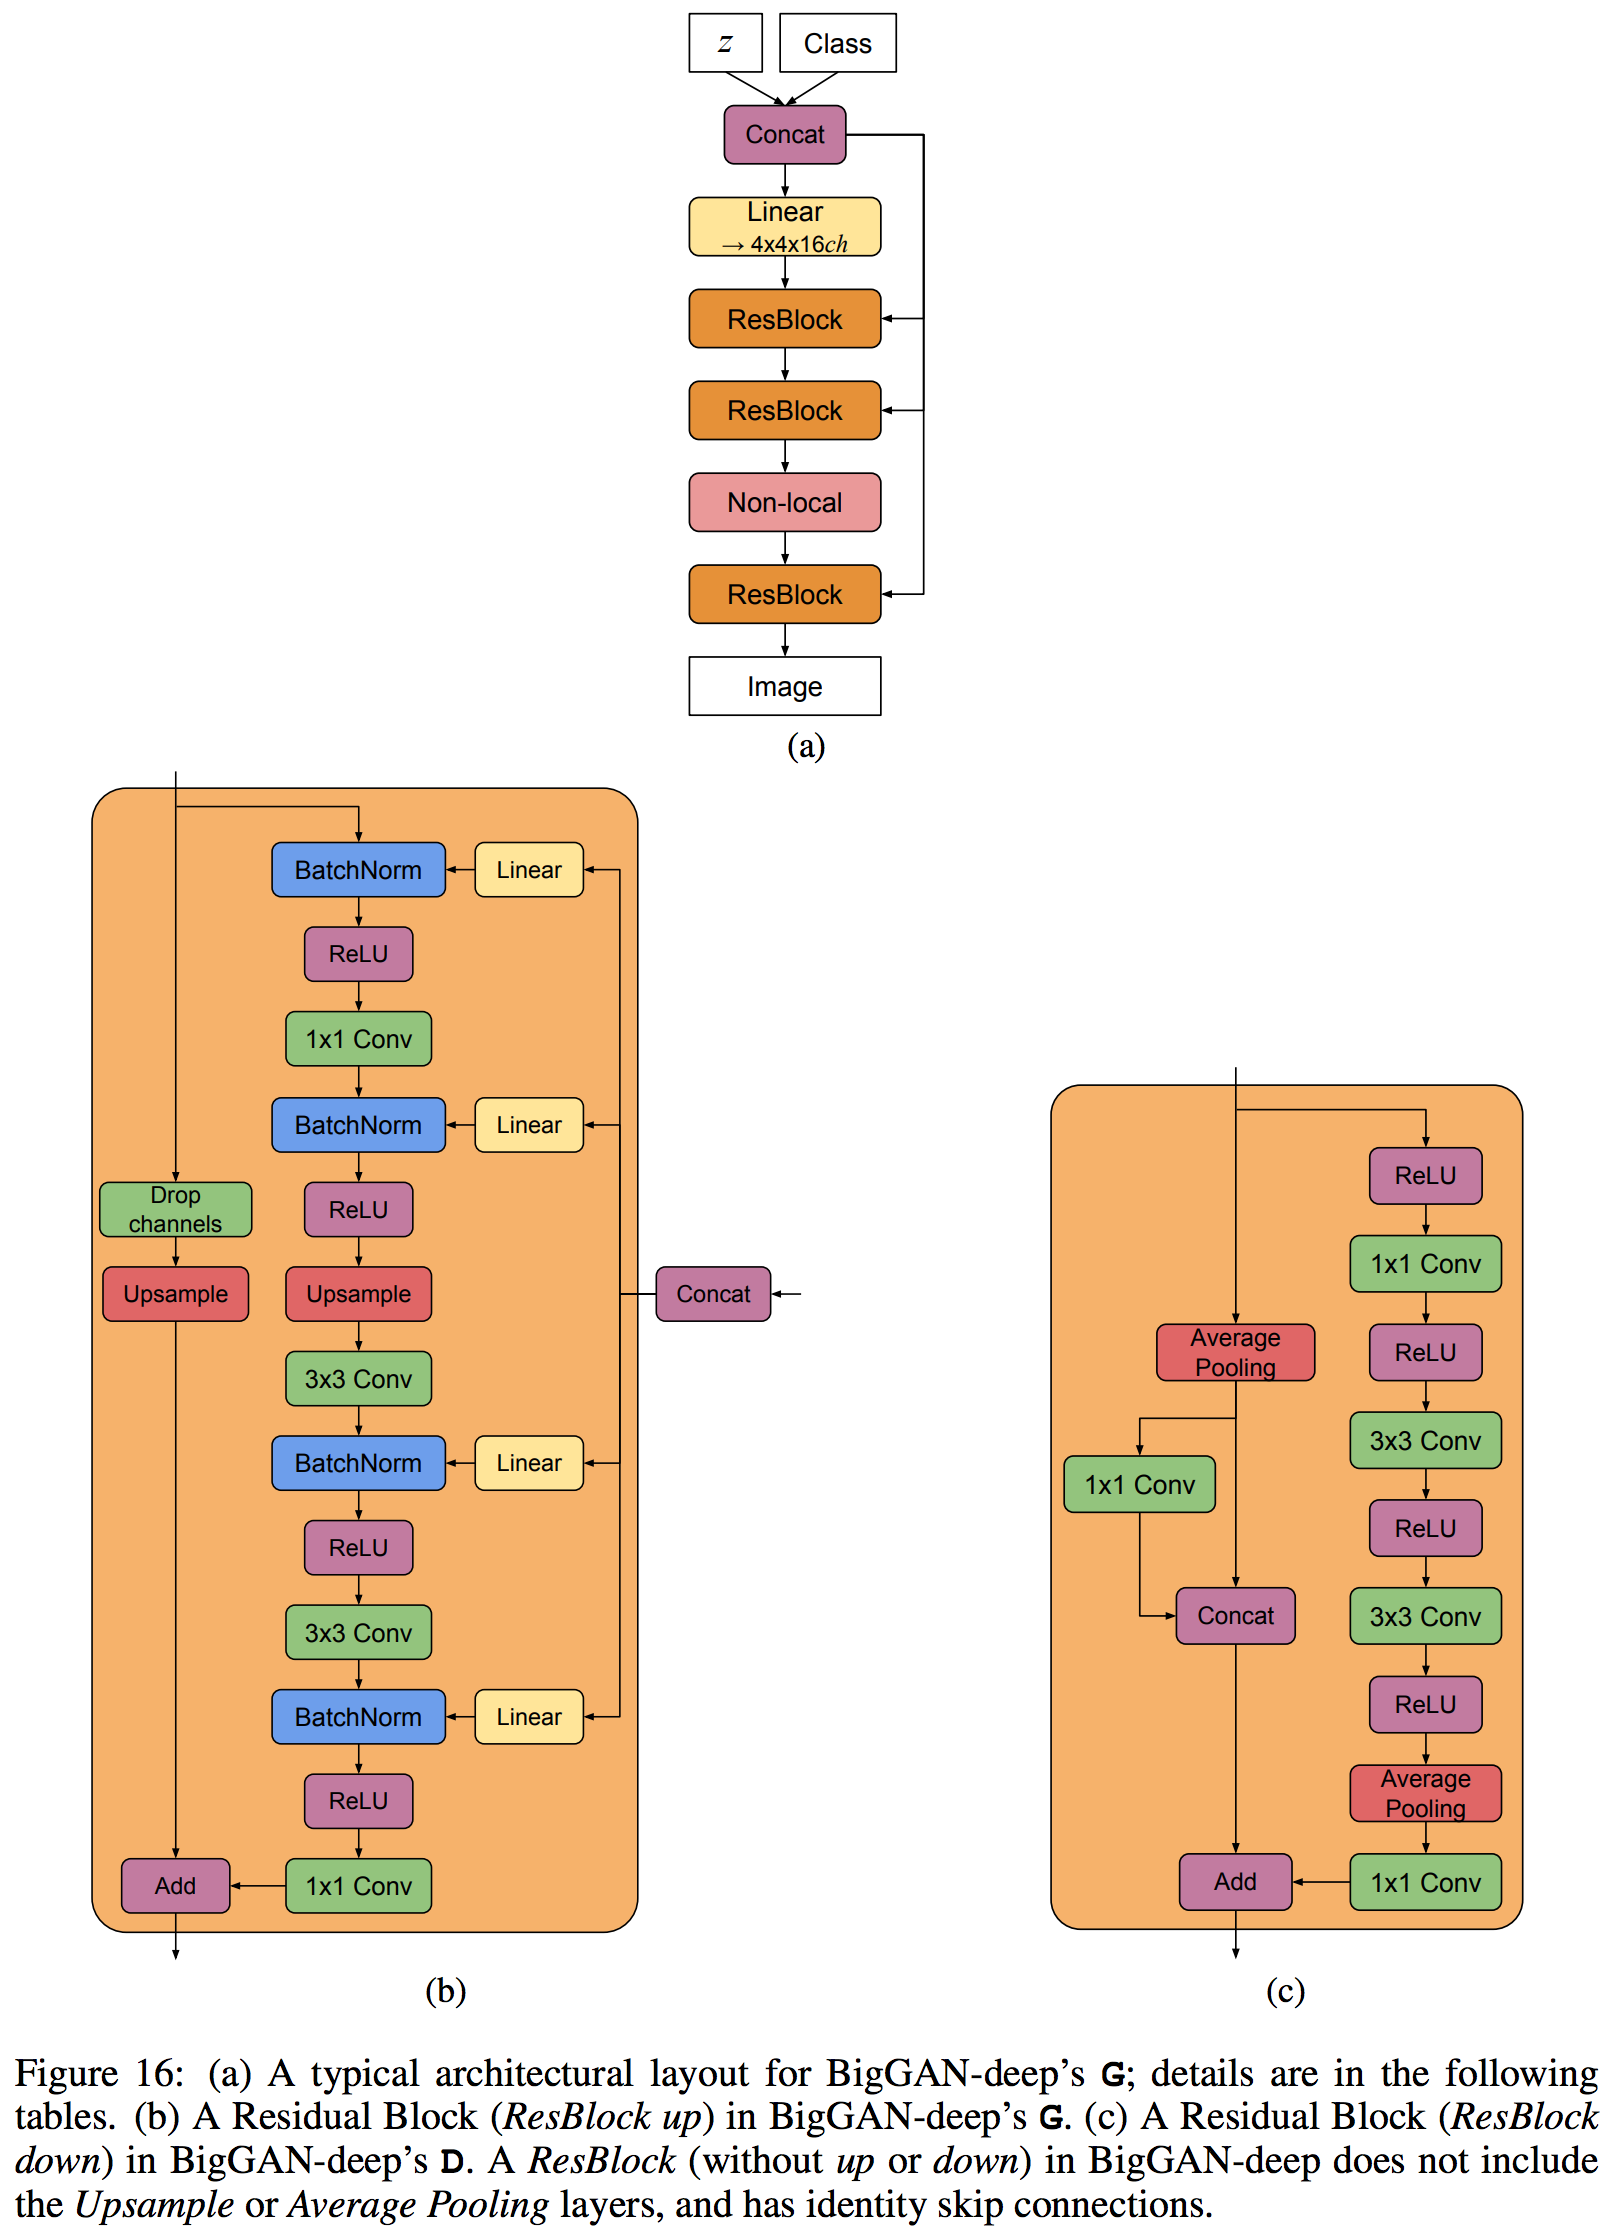 z
Class
Concat
Linear
→ 4x4x16ch
ResBlock
ResBlock
Non-local
ResBlock
Image
(a)
BatchNorm
Linear
ReLU
1x1 Conv
BatchNorm
Linear
Drop
channels
ReLU
Upsample
Upsample
Concat
3x3 Conv
BatchNorm
Linear
ReLU
3x3 Conv
BatchNorm
Linear
ReLU
Add
1x1 Conv
(b)
ReLU
1x1 Conv
Average
Pooling
ReLU
3x3 Conv
1x1 Conv
ReLU
Concat
3x3 Conv
ReLU
Average
Pooling
Add
1x1 Conv
(c)
Figure 16: (a) A typical architectural layout for BigGAN-deep’s G; details are in the following
tables. (b) A Residual Block (ResBlock up) in BigGAN-deep’s G. (c) A Residual Block (ResBlock
down) in BigGAN-deep’s D. A ResBlock (without up or down) in BigGAN-deep does not include
the Upsample or Average Pooling layers, and has identity skip connections.